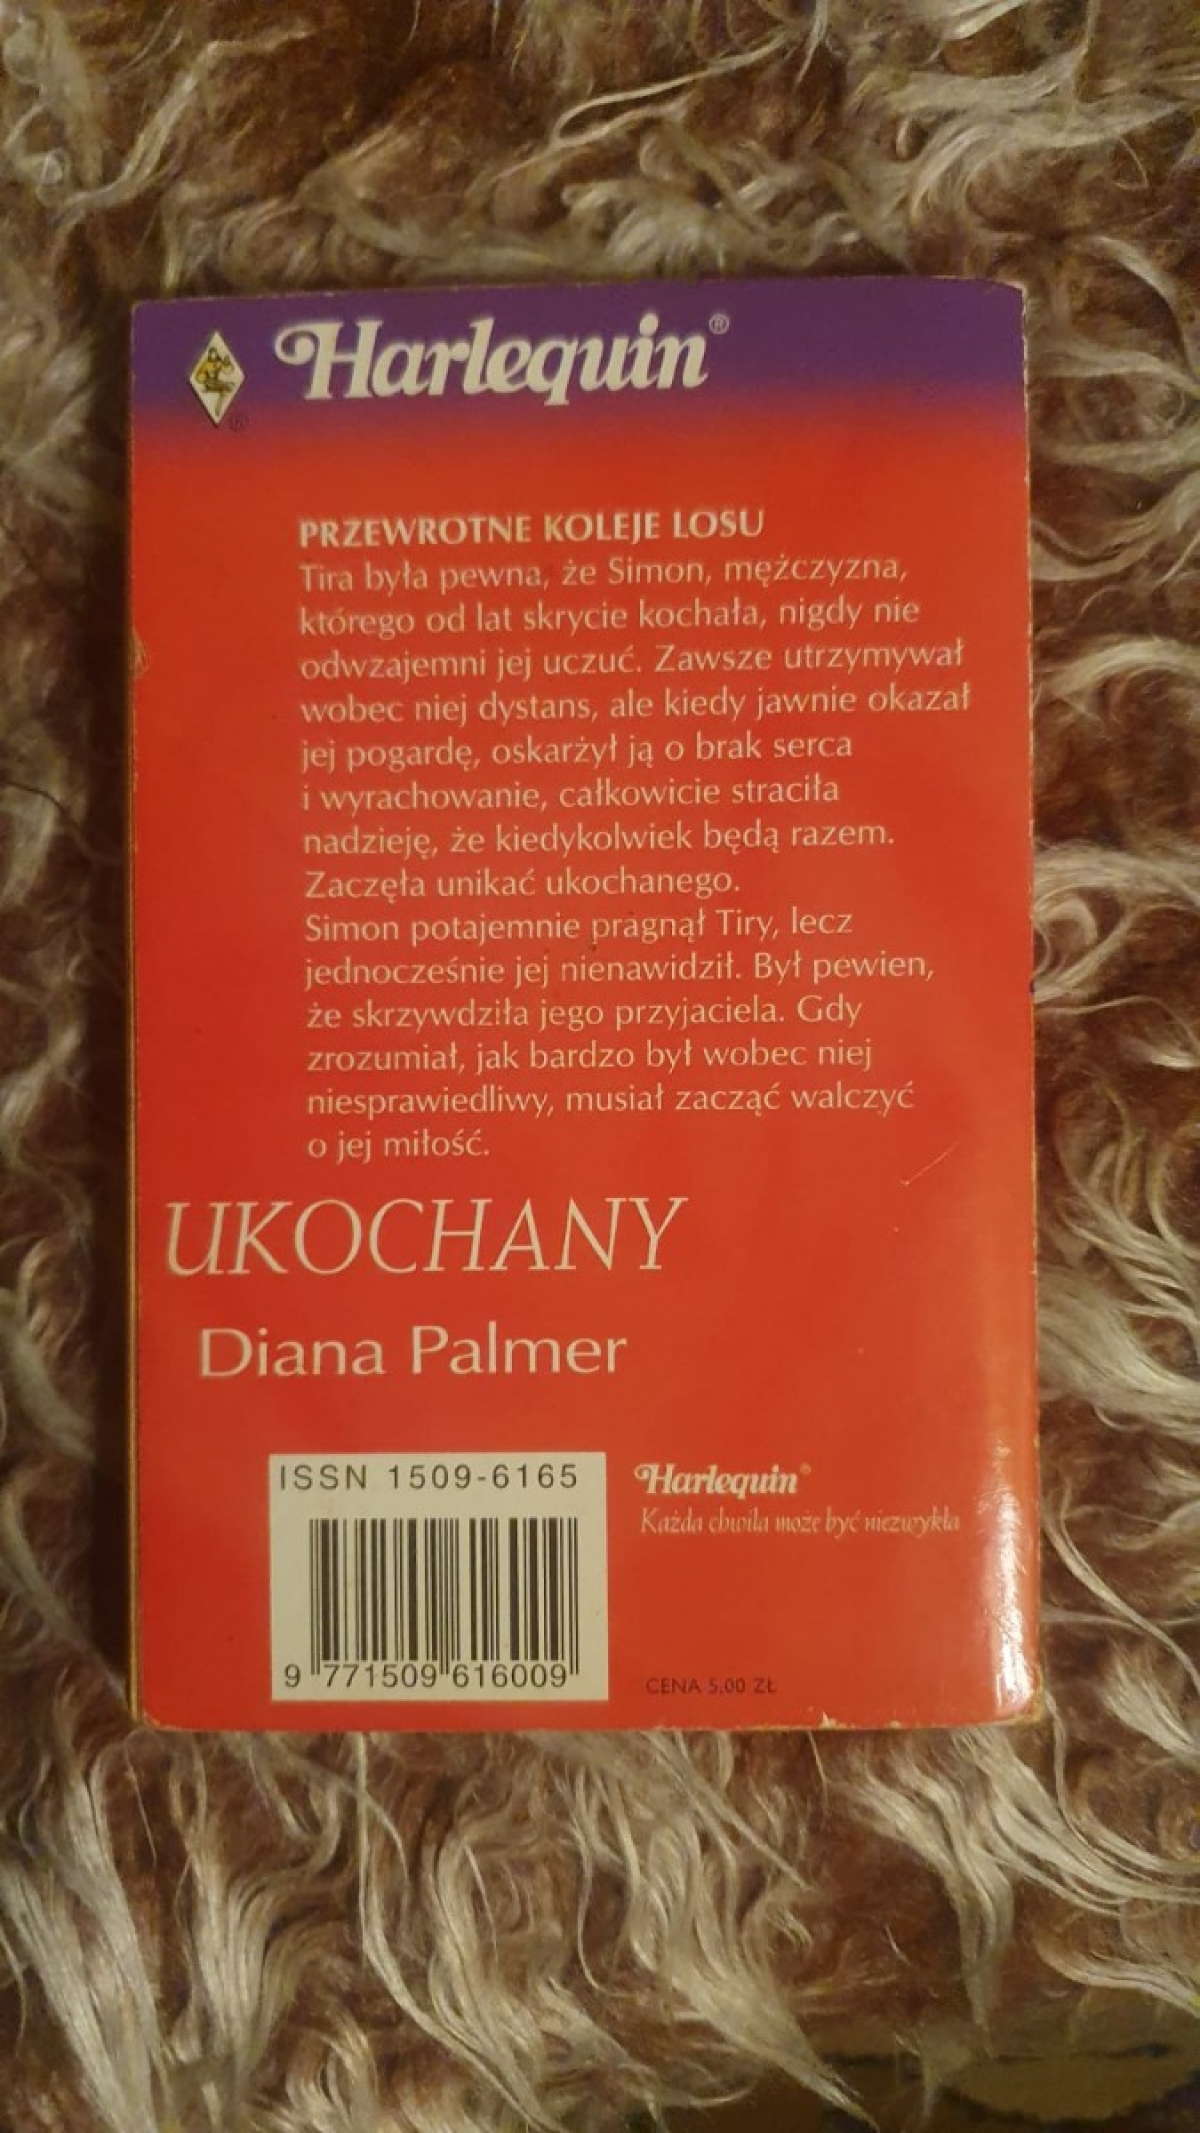 Harlequin®
PRZEWROTNE KOLEJE LOSU
Tira była pewna, że Simon, mężczyzna,
którego od lat skrycie kochała, nigdy nie
odwzajemni jej uczuć. Zawsze utrzymywał
wobec niej dystans, ale kiedy jawnie okazał
jej pogardę, oskarżył ją o brak serca
i wyrachowanie, całkowicie straciła
nadzieję, że kiedykolwiek będą razem.
Zaczęła unikać ukochanego.
Simon potajemnie pragnął Tiry, lecz
jednocześnie jej nienawidził. Był pewien,
że skrzywdziła jego przyjaciela. Gdy
zrozumiał, jak bardzo był wobec niej
niesprawiedliwy, musiał zacząć walczyć
o jej miłość.
UKOCHANY
Diana Palmer
ISSN 1509-6165
9 771509 616009
Harlequin®
Każda chwila może być niezwykła
CENA 5,00 ZŁ